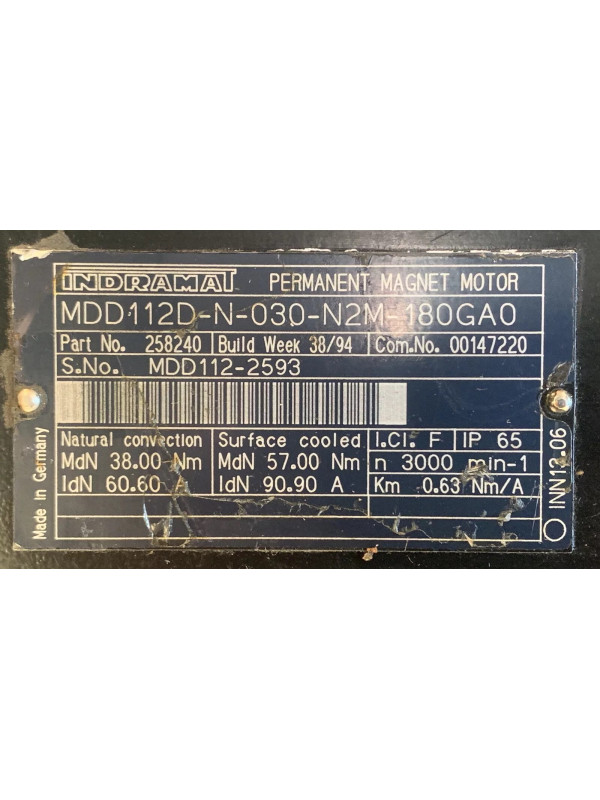 INDRAMAT PERMANENT MAGNET MOTOR
MDD112D-N-030-N2M-180GA0
Part No. 258240 Build Week 38/94 Com.No. 00147220
S.No. MDD112-2593
Natural convection Surface cooled I.Cl. F IP 65
MdN 38.00 Nm MdN 57.00 Nm n 3000 min-1
IdN 60.60 A IdN 90.90 A Km 0.63 Nm/A
Made in Germany